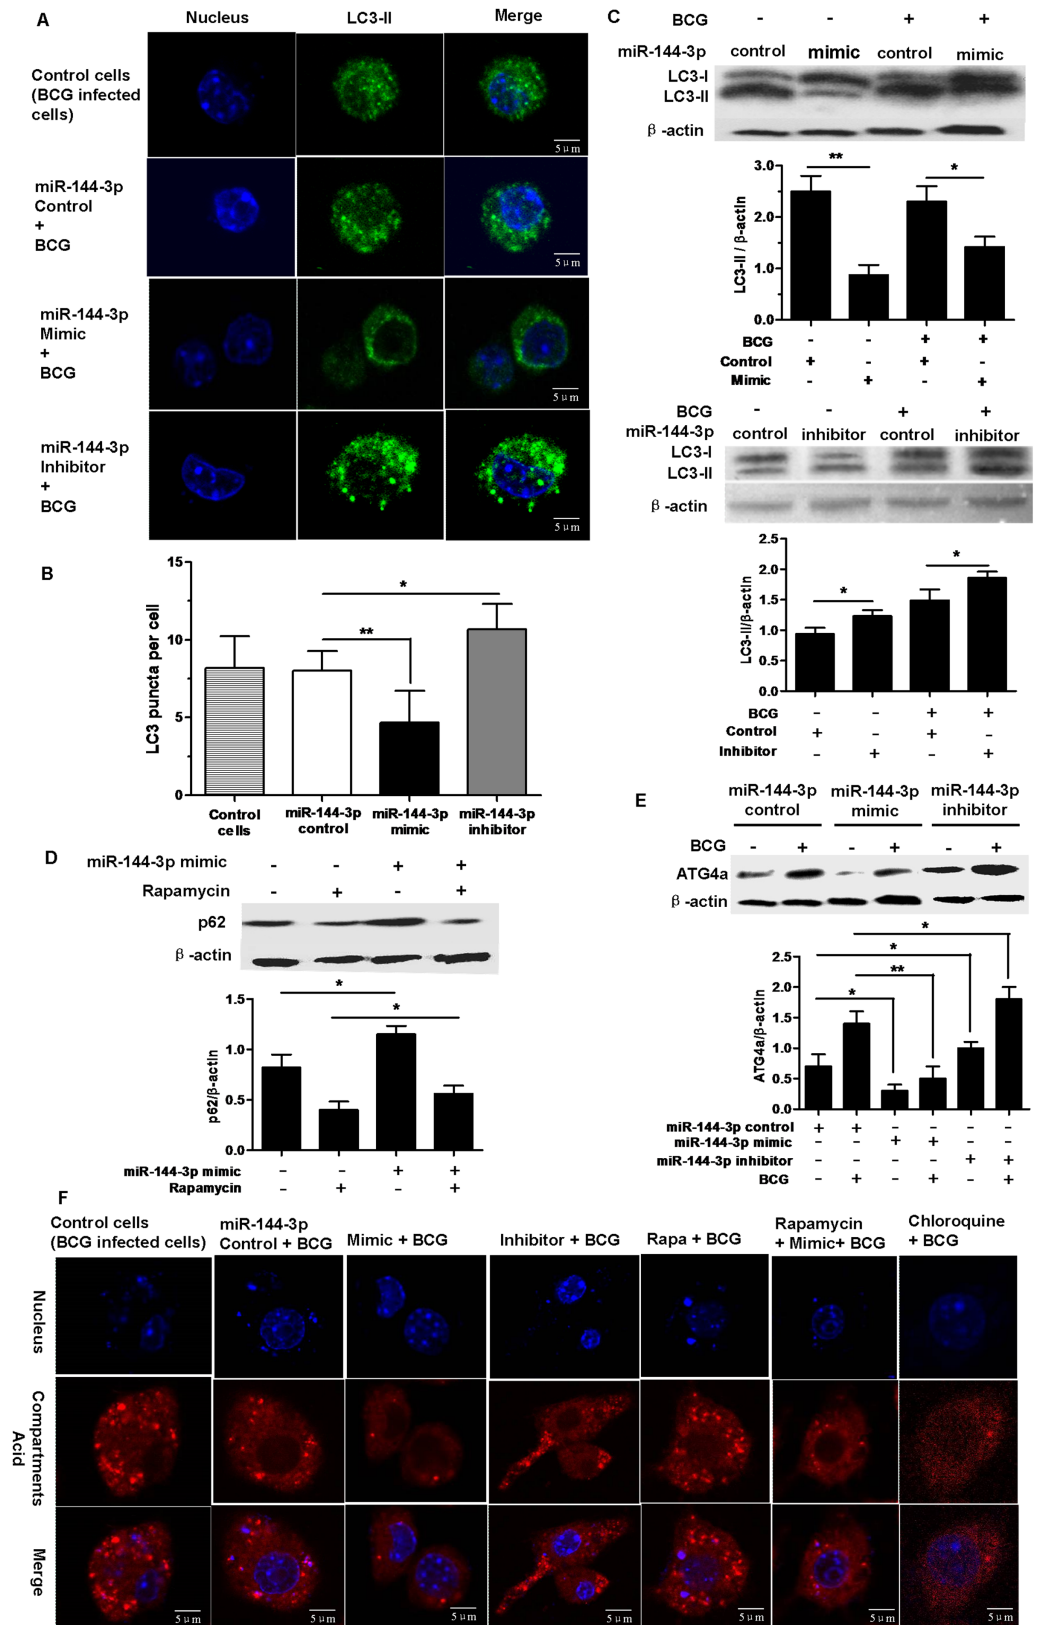 A
Nucleus
LC3-II
Merge
Control cells
(BCG infected
cells)
5 μm
miR-144-3p
Control
+
BCG
5 μm
miR-144-3p
Mimic
+
BCG
5 μm
miR-144-3p
Inhibitor
+
BCG
5 μm
B
LC3 puncta per cell
15
10
5
0
*
**
Control
cells
miR-144-3p
control
miR-144-3p
mimic
miR-144-3p
inhibitor
C
BCG - - + +
miR-144-3p control mimic control mimic
LC3-I
LC3-II
β -actin
LC3-II / β-actin
3.0
2.0
1.0
0.0
**
*
BCG - - + +
Control + - + -
Mimic - + - +
BCG - - + +
miR-144-3p control inhibitor control inhibitor
LC3-I
LC3-II
β -actin
LC3-II/β-actin
2.5
2.0
1.5
1.0
0.5
0.0
*
*
BCG - - + +
Control + - + -
Inhibitor - + - +
D
miR-144-3p mimic - - + +
Rapamycin - + - +
p62
β -actin
p62/β-actin
1.5
1.0
0.5
0.0
*
*
miR-144-3p mimic - - + +
Rapamycin - + - +
E
miR-144-3p
control
miR-144-3p
mimic
miR-144-3p
inhibitor
BCG - + - + - +
ATG4a
β -actin
ATG4a/β-actin
2.5
2.0
1.5
1.0
0.5
0.0
*
*
**
*
miR-144-3p control + + - - - -
miR-144-3p mimic - - + + - -
miR-144-3p inhibitor - - - - + +
BCG - + - + - +
F
Control cells
(BCG infected cells)
miR-144-3p
Control + BCG
Mimic + BCG
Inhibitor + BCG
Rapa + BCG
Rapamycin
+ Mimic+ BCG
Chloroquine
+ BCG
Nucleus
Compartments
Acid
Merge
5 μm
5 μm
5 μm
5 μm
5 μm
5 μm
5 μm